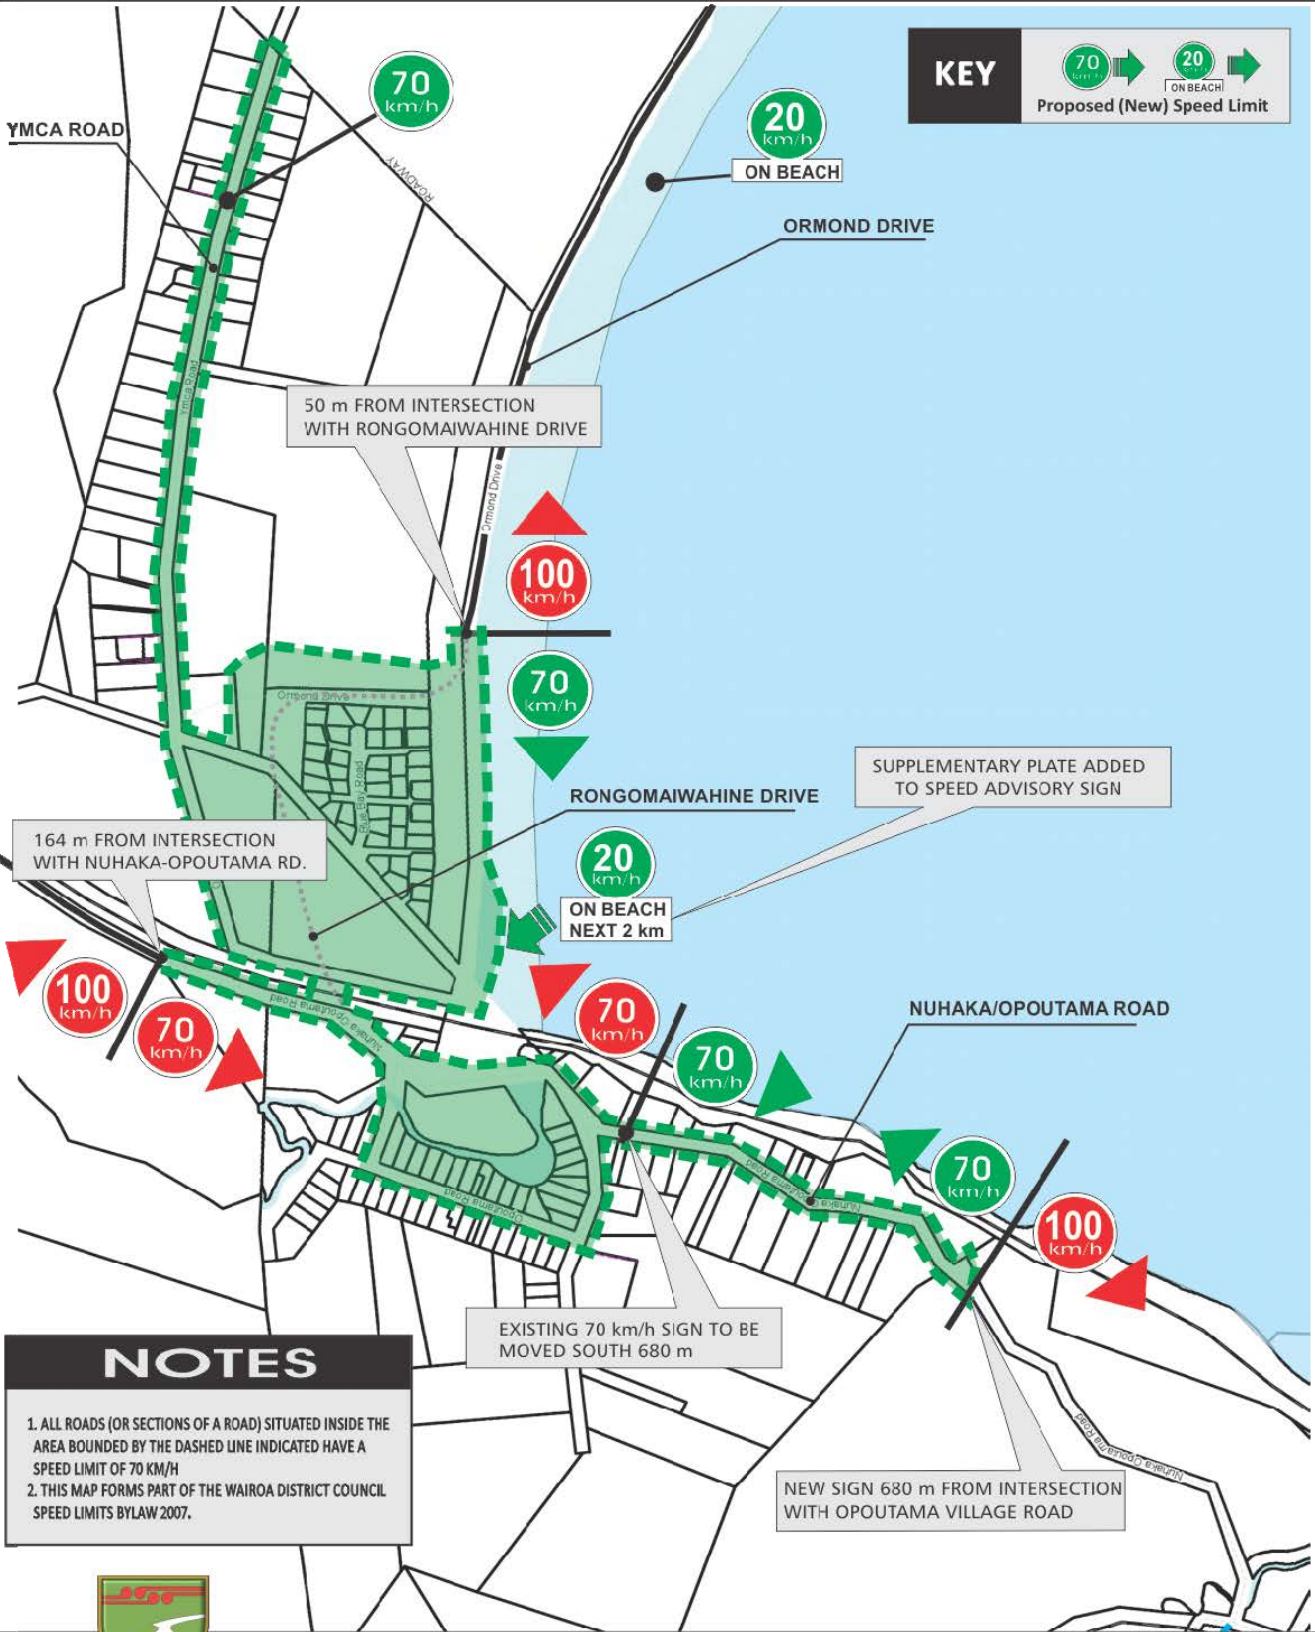 KEY
70
km/h
20
km/h
ON BEACH
Proposed (New) Speed Limit
70
km/h
YMCA ROAD
20
km/h
ON BEACH
ROADWAY
ORMOND DRIVE
Ymca Road
50 m FROM INTERSECTION
WITH RONGOMAIWAHINE DRIVE
Ormond Drive
100
km/h
70
km/h
Ormond Drive
Blue Bay Road
SUPPLEMENTARY PLATE ADDED
TO SPEED ADVISORY SIGN
RONGOMAIWAHINE DRIVE
164 m FROM INTERSECTION
WITH NUHAKA-OPOUTAMA RD.
20
km/h
ON BEACH
NEXT 2 km
100
km/h
70
km/h
Nuhaka Opoutama Road
70
km/h
70
km/h
NUHAKA/OPOUTAMA ROAD
Nuhaka Opoutama Road
70
km/h
100
km/h
Opoutama Road
EXISTING 70 km/h SIGN TO BE
MOVED SOUTH 680 m
Nuhaka Opoutama Road
NEW SIGN 680 m FROM INTERSECTION
WITH OPOUTAMA VILLAGE ROAD
NOTES
1. ALL ROADS (OR SECTIONS OF A ROAD) SITUATED INSIDE THE
AREA BOUNDED BY THE DASHED LINE INDICATED HAVE A
SPEED LIMIT OF 70 KM/H
2. THIS MAP FORMS PART OF THE WAIROA DISTRICT COUNCIL
SPEED LIMITS BYLAW 2007.